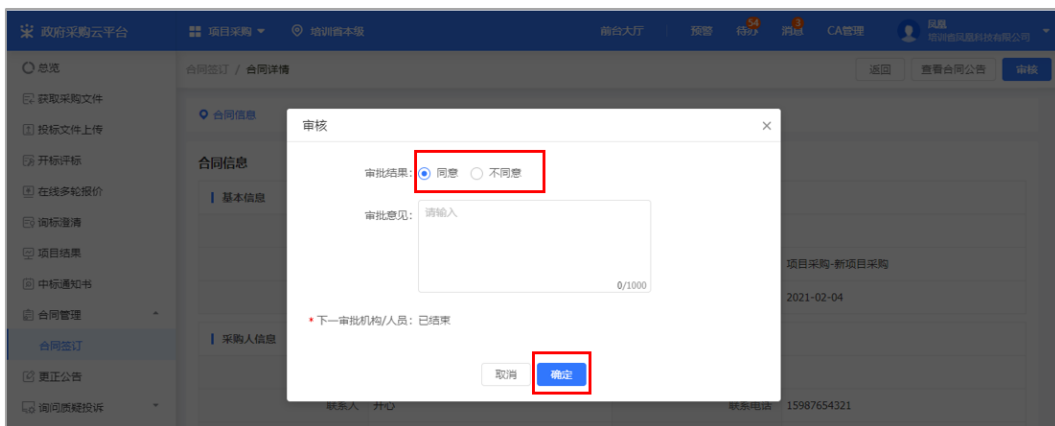 政府采购云平台 项目采购 培训省本级 前台大厅 预警 待办 54 消息 3 CA管理 凤凰
培训省凤凰科技有限公司
总览 合同签订 / 合同详情 返回 查看合同公告 审核
获取采购文件
投标文件上传
合同信息
开标评标
合同信息
在线多轮报价
基本信息
询标澄清
项目结果
项目采购-新项目采购
中标通知书
2021-02-04
合同管理
合同签订
采购人信息
更正公告
询问质疑投诉
联系人 开心 联系电话 15987654321
审核 ×
审批结果: 同意 不同意
审批意见: 请输入
0/1000
* 下一审批机构/人员: 已结束
取消 确定